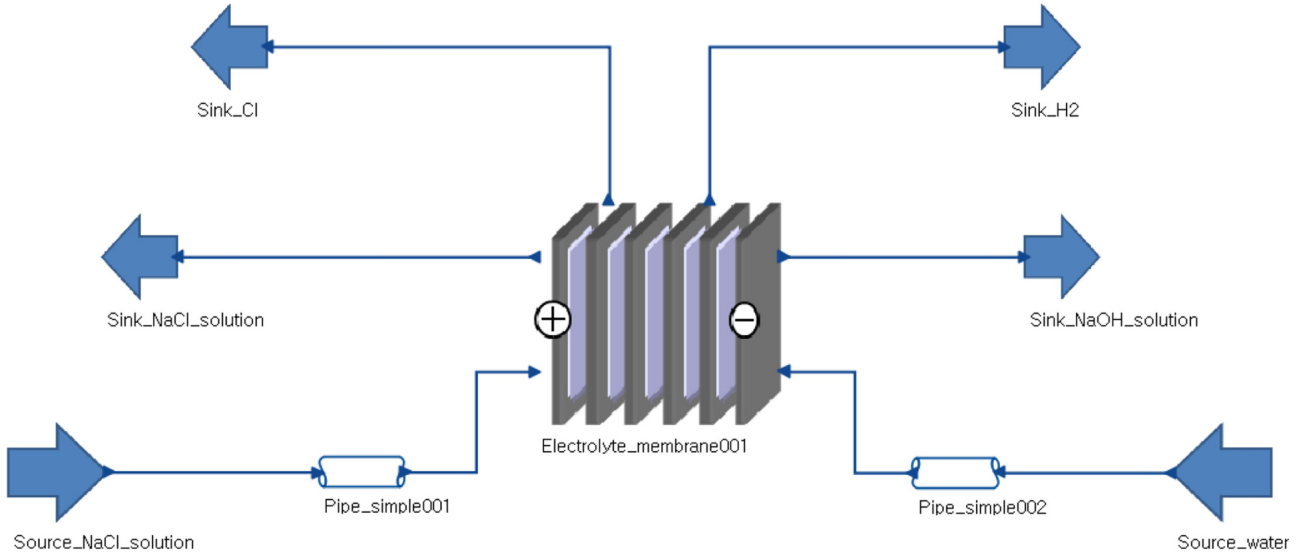 Sink_Cl
Sink_H2
Sink_NaCl_solution
Sink_NaOH_solution
+
−
Electrolyte_membrane001
Pipe_simple001
Pipe_simple002
Source_NaCl_solution
Source_water